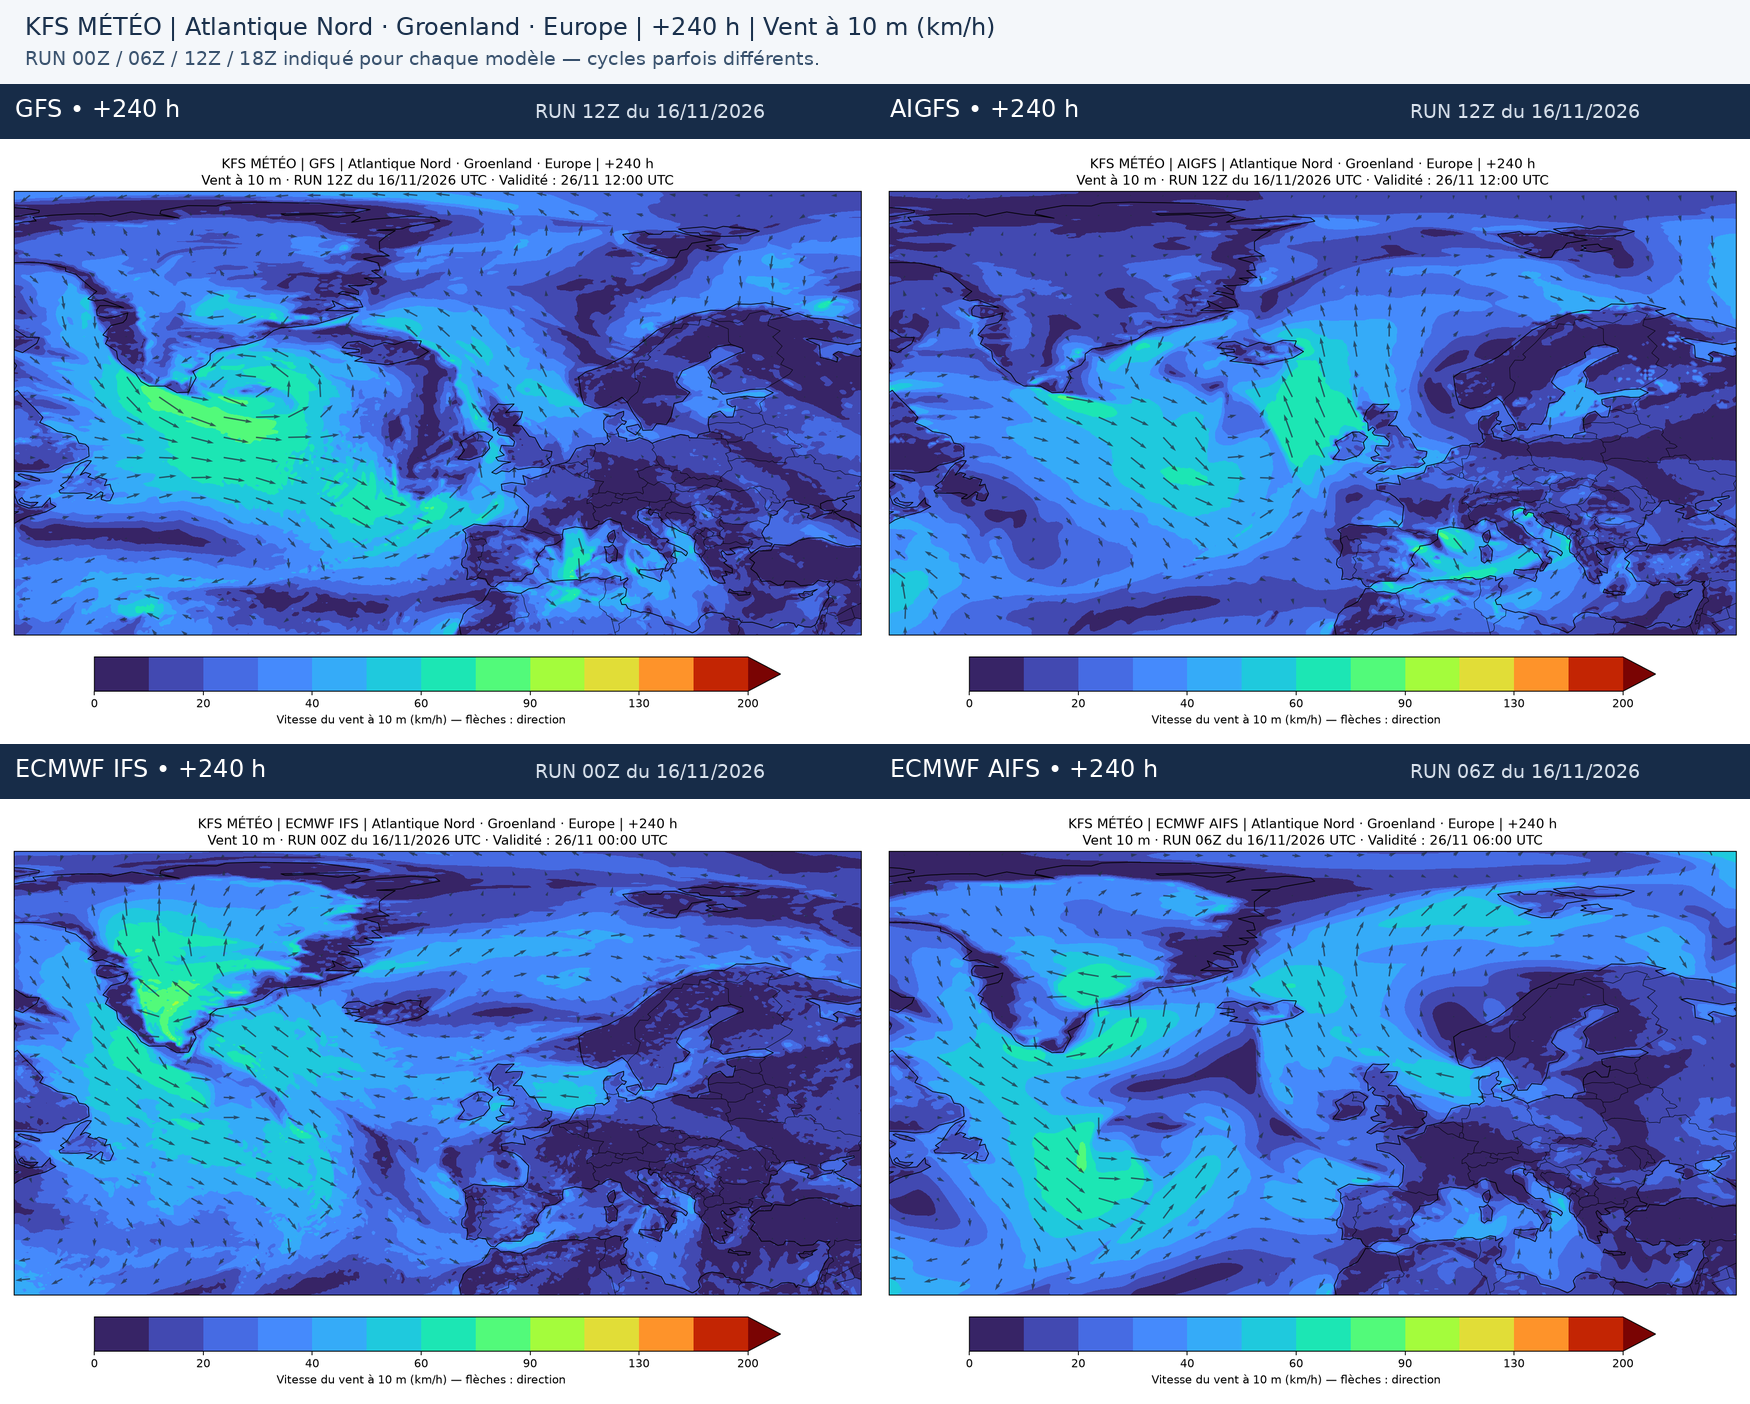 KFS MÉTÉO | Atlantique Nord · Groenland · Europe | +240 h | Vent à 10 m (km/h)
RUN 00Z / 06Z / 12Z / 18Z indiqué pour chaque modèle — cycles parfois différents.
GFS • +240 h
RUN 12Z du 16/11/2026
KFS MÉTÉO | GFS | Atlantique Nord · Groenland · Europe | +240 h
Vent à 10 m · RUN 12Z du 16/11/2026 UTC · Validité : 26/11 12:00 UTC
0 20 40 60 90 130 200
Vitesse du vent à 10 m (km/h) — flèches : direction
AIGFS • +240 h
RUN 12Z du 16/11/2026
KFS MÉTÉO | AIGFS | Atlantique Nord · Groenland · Europe | +240 h
Vent à 10 m · RUN 12Z du 16/11/2026 UTC · Validité : 26/11 12:00 UTC
0 20 40 60 90 130 200
Vitesse du vent à 10 m (km/h) — flèches : direction
ECMWF IFS • +240 h
RUN 00Z du 16/11/2026
KFS MÉTÉO | ECMWF IFS | Atlantique Nord · Groenland · Europe | +240 h
Vent 10 m · RUN 00Z du 16/11/2026 UTC · Validité : 26/11 00:00 UTC
0 20 40 60 90 130 200
Vitesse du vent à 10 m (km/h) — flèches : direction
ECMWF AIFS • +240 h
RUN 06Z du 16/11/2026
KFS MÉTÉO | ECMWF AIFS | Atlantique Nord · Groenland · Europe | +240 h
Vent 10 m · RUN 06Z du 16/11/2026 UTC · Validité : 26/11 06:00 UTC
0 20 40 60 90 130 200
Vitesse du vent à 10 m (km/h) — flèches : direction